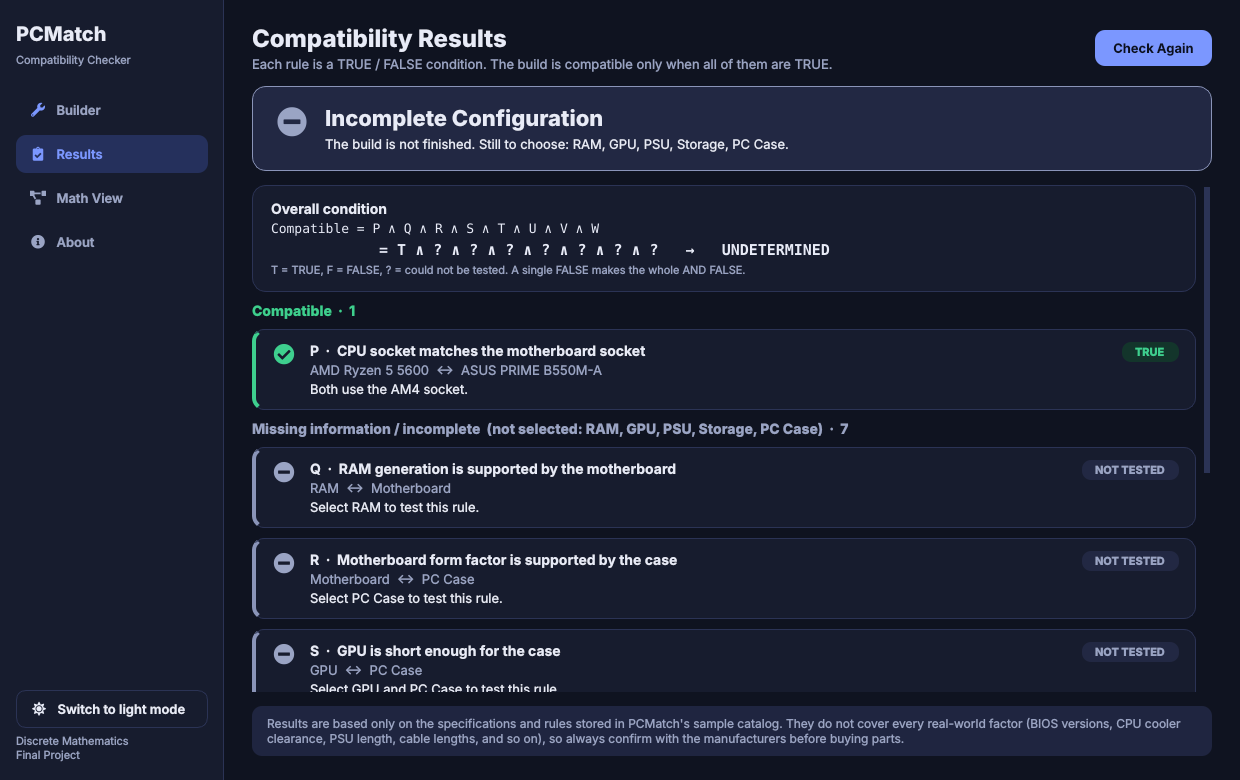 PCMatch
Compatibility Checker
Builder
Results
Math View
About
Switch to light mode
Discrete Mathematics
Final Project
Compatibility Results
Each rule is a TRUE / FALSE condition. The build is compatible only when all of them are TRUE.
Check Again
Incomplete Configuration
The build is not finished. Still to choose: RAM, GPU, PSU, Storage, PC Case.
Overall condition
Compatible = P ∧ Q ∧ R ∧ S ∧ T ∧ U ∧ V ∧ W
= T ∧ ? ∧ ? ∧ ? ∧ ? ∧ ? ∧ ? ∧ ? → UNDETERMINED
T = TRUE, F = FALSE, ? = could not be tested. A single FALSE makes the whole AND FALSE.
Compatible · 1
P · CPU socket matches the motherboard socket
TRUE
AMD Ryzen 5 5600 ↔ ASUS PRIME B550M-A
Both use the AM4 socket.
Missing information / incomplete (not selected: RAM, GPU, PSU, Storage, PC Case) · 7
Q · RAM generation is supported by the motherboard
NOT TESTED
RAM ↔ Motherboard
Select RAM to test this rule.
R · Motherboard form factor is supported by the case
NOT TESTED
Motherboard ↔ PC Case
Select PC Case to test this rule.
S · GPU is short enough for the case
NOT TESTED
GPU ↔ PC Case
Select GPU and PC Case to test this rule
Results are based only on the specifications and rules stored in PCMatch's sample catalog. They do not cover every real-world factor (BIOS versions, CPU cooler
clearance, PSU length, cable lengths, and so on), so always confirm with the manufacturers before buying parts.